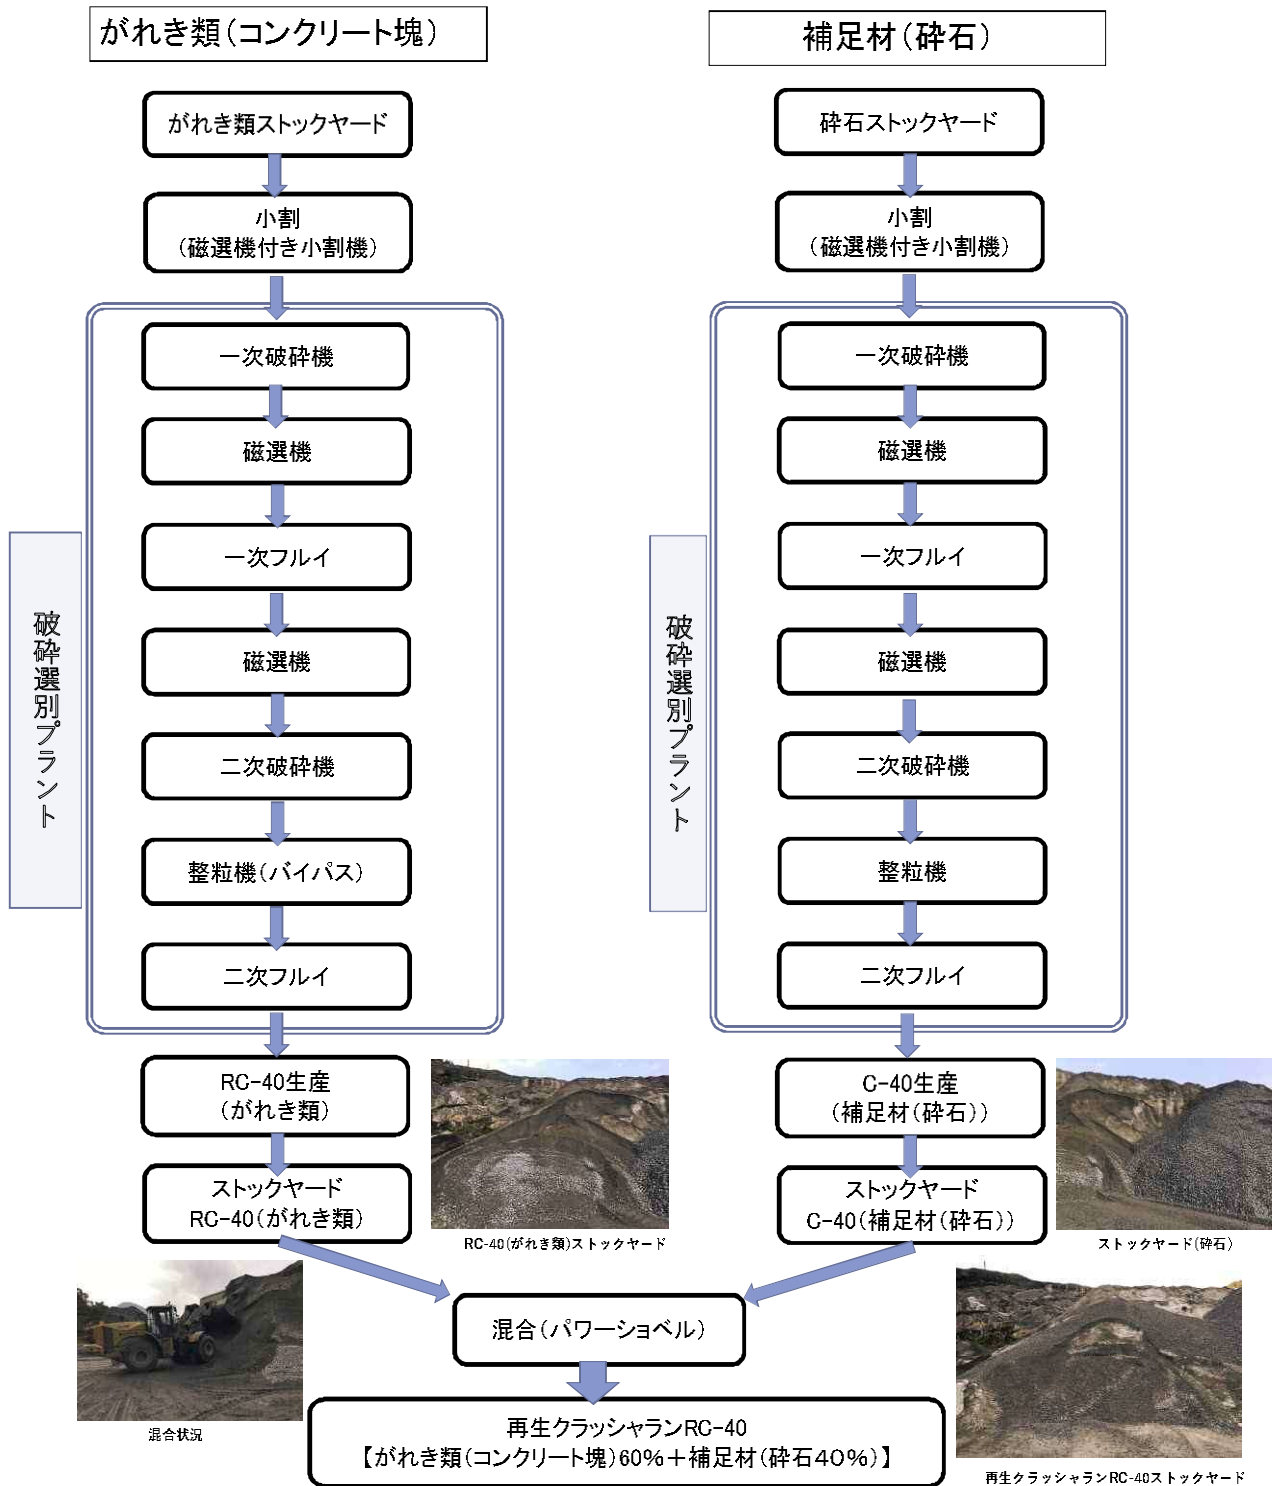 がれき類(コンクリート塊)
がれき類ストックヤード
小割
(磁選機付き小割機)
一次破砕機
磁選機
一次フルイ
磁選機
二次破砕機
整粒機(バイパス)
二次フルイ
破砕選別プラント
RC-40生産
(がれき類)
ストックヤード
RC-40(がれき類)
RC-40(がれき類)ストックヤード
補足材(砕石)
砕石ストックヤード
小割
(磁選機付き小割機)
一次破砕機
磁選機
一次フルイ
磁選機
二次破砕機
整粒機
二次フルイ
破砕選別プラント
C-40生産
(補足材(砕石))
ストックヤード
C-40(補足材(砕石))
ストックヤード(砕石)
混合(パワーショベル)
混合状況
再生クラッシャランRC-40
【がれき類(コンクリート塊)60%+補足材(砕石40%)】
再生クラッシャランRC-40ストックヤード